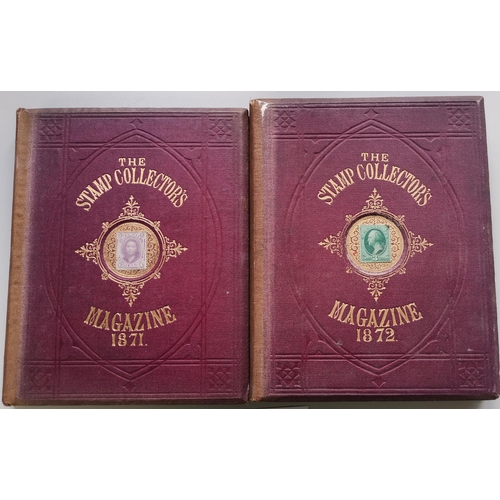 THE
STAMP COLLECTOR'S
MAGAZINE
1871.
THE
STAMP COLLECTOR'S
MAGAZINE
1872.